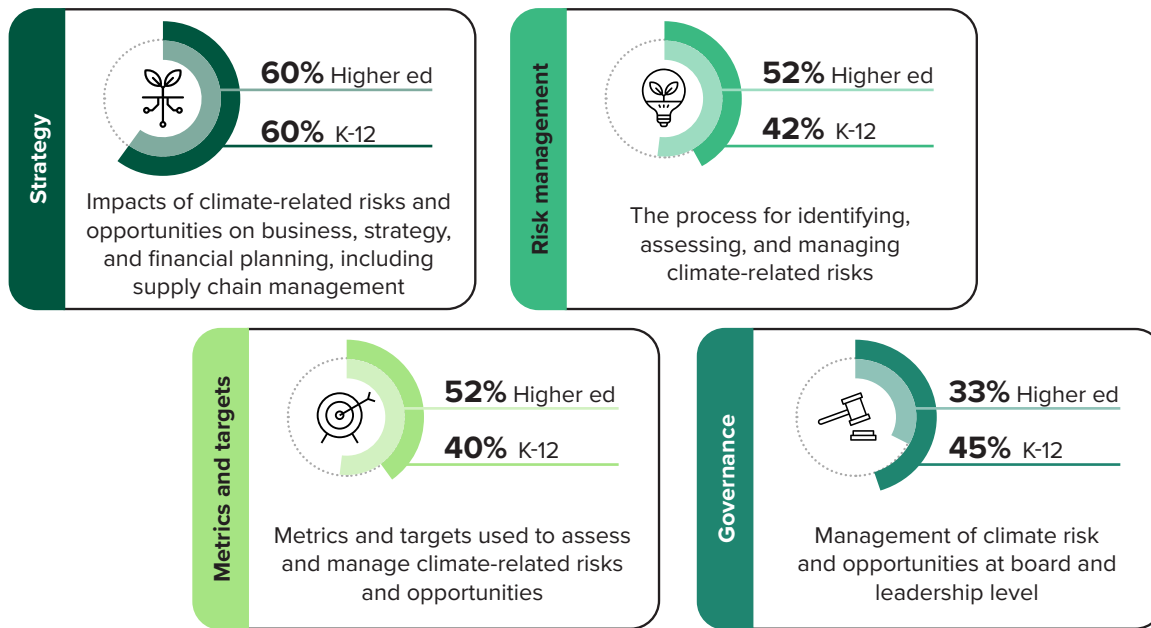 Strategy
60% Higher ed
60% K-12
Impacts of climate-related risks and
opportunities on business, strategy,
and financial planning, including
supply chain management
Risk management
52% Higher ed
42% K-12
The process for identifying,
assessing, and managing
climate-related risks
Metrics and targets
52% Higher ed
40% K-12
Metrics and targets used to assess
and manage climate-related risks
and opportunities
Governance
33% Higher ed
45% K-12
Management of climate risk
and opportunities at board and
leadership level